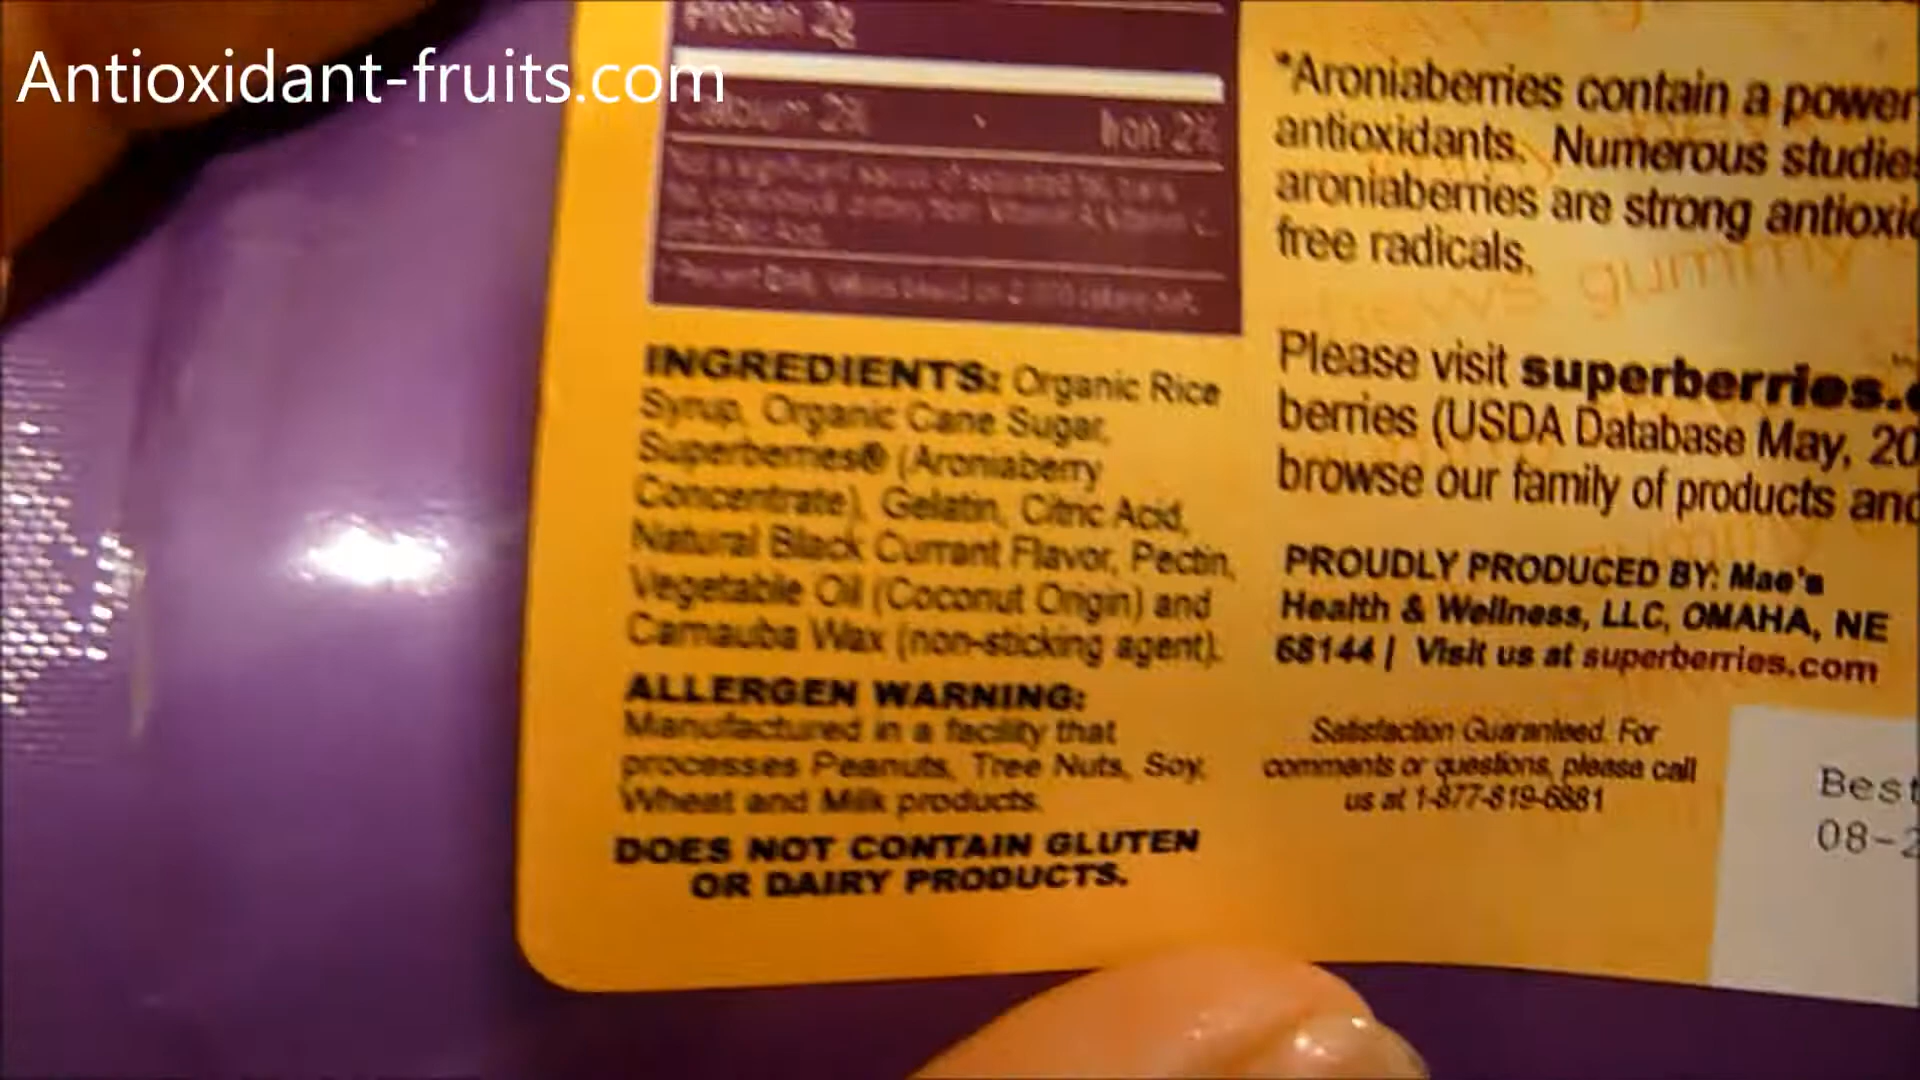 Antioxidant-fruits.com
Protein 2g
Calcium 2%
Iron 2%
INGREDIENTS: Organic Rice
Syrup, Organic Cane Sugar,
Superberries® (Aroniaberry
Concentrate), Gelatin, Citric Acid,
Natural Black Currant Flavor, Pectin,
Vegetable Oil (Coconut Origin) and
Carnauba Wax (non-sticking agent).
ALLERGEN WARNING:
Manufactured in a facility that
processes Peanuts, Tree Nuts, Soy,
Wheat and Milk products.
DOES NOT CONTAIN GLUTEN
OR DAIRY PRODUCTS.
*Aroniaberries contain a power
antioxidants. Numerous studies
aroniaberries are strong antioxi
free radicals.
Please visit superberries.
berries (USDA Database May, 20
browse our family of products and
PROUDLY PRODUCED BY: Mae's
Health & Wellness, LLC, OMAHA, NE
68144 | Visit us at superberries.com
Satisfaction Guaranteed. For
comments or questions, please call
us at 1-877-819-6881
Best
08-2